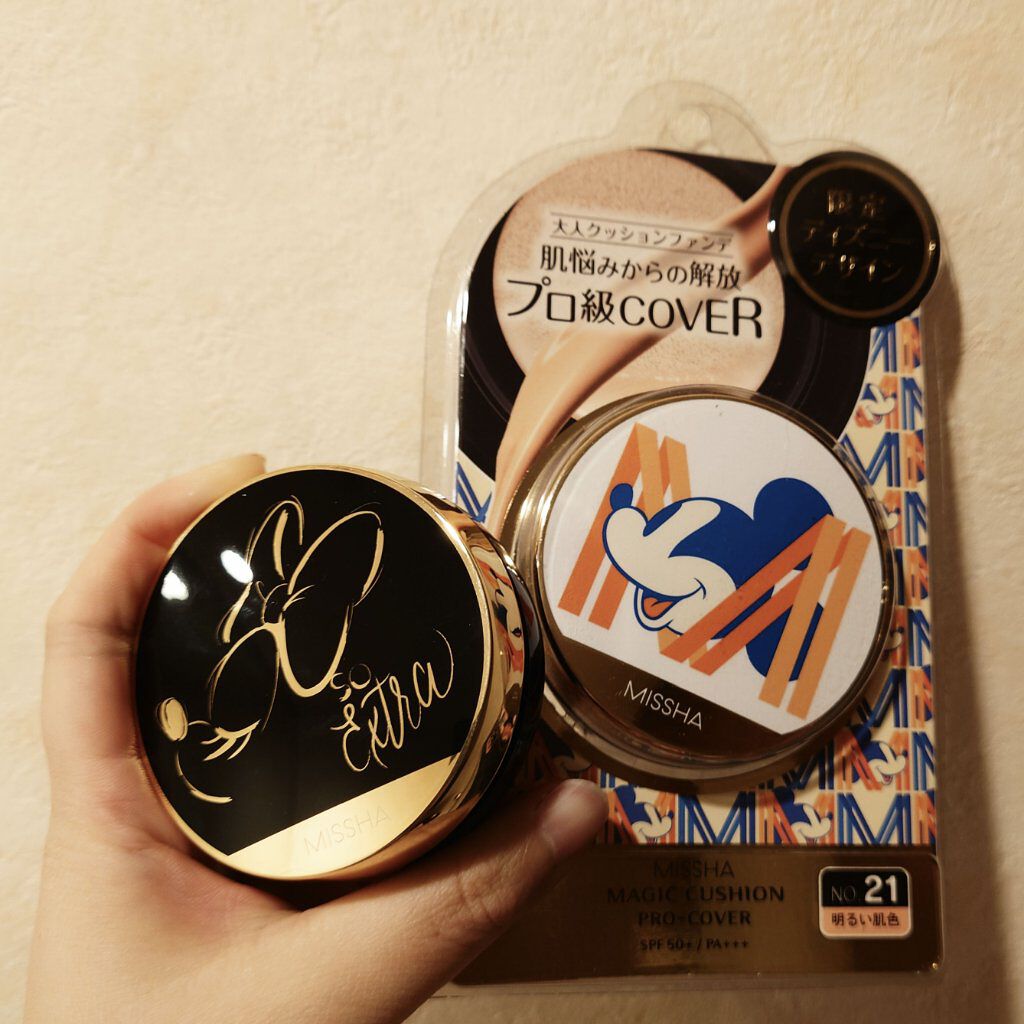 大人クッションファンデ
肌悩みからの解放
プロ級COVER
限定
ディズニー
デザイン
MISSHA
so
Extra
MISSHA
MISSHA
MAGIC CUSHION
PRO-COVER
SPF 50+ / PA+++
NO. 21
明るい肌色